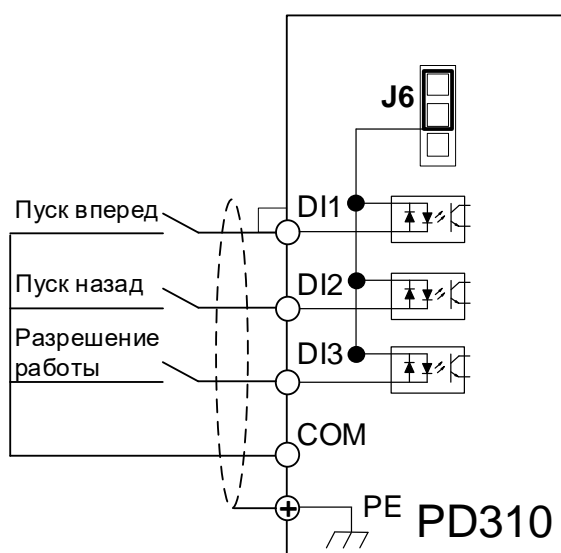 J6
Пуск вперед
DI1
Пуск назад
DI2
Разрешение
работы
DI3
COM
PE
PD310